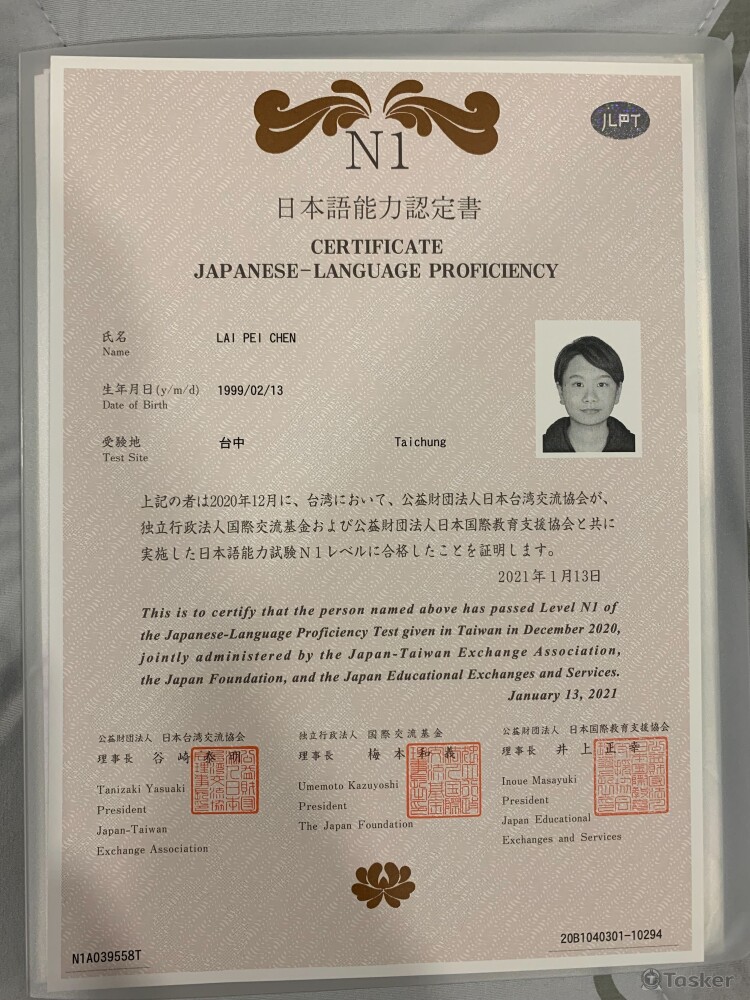 JLPT
N1
日本語能力認定書
CERTIFICATE
JAPANESE-LANGUAGE PROFICIENCY
氏名 LAI PEI CHEN
Name
生年月日(y/m/d) 1999/02/13
Date of Birth
受験地 台中 Taichung
Test Site
上記の者は2020年12月に、台湾において、公益財団法人日本台湾交流協会が、
独立行政法人国際交流基金および公益財団法人日本国際教育支援協会と共に
実施した日本語能力試験N1レベルに合格したことを証明します。
2021年1月13日
This is to certify that the person named above has passed Level N1 of
the Japanese-Language Proficiency Test given in Taiwan in December 2020,
jointly administered by the Japan-Taiwan Exchange Association,
the Japan Foundation, and the Japan Educational Exchanges and Services.
January 13, 2021
公益財団法人 日本台湾交流協会
理事長 谷崎泰明
Tanizaki Yasuaki
President
Japan-Taiwan
Exchange Association
独立行政法人 国際交流基金
理事長 梅本和義
Umemoto Kazuyoshi
President
The Japan Foundation
公益財団法人 日本国際教育支援協会
理事長 井上正幸
Inoue Masayuki
President
Japan Educational
Exchanges and Services
N1A039558T
20B1040301-10294
Tasker